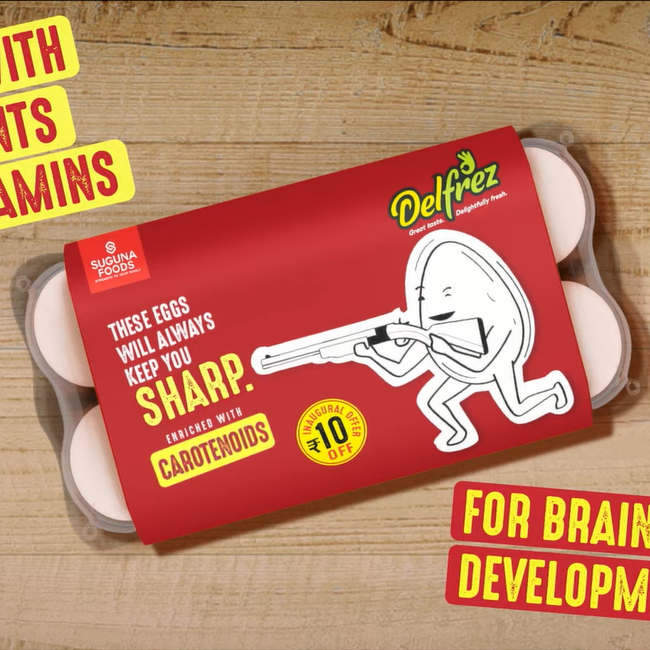 WITH
NTS
AMINS
Delfrez
Great taste. Delightfully fresh.
SUGUNA
FOODS
THESE EGGS
WILL ALWAYS
KEEP YOU
SHARP.
ENRICHED WITH
CAROTENOIDS
INAUGURAL OFFER
₹10
OFF
FOR BRAIN
DEVELOPM